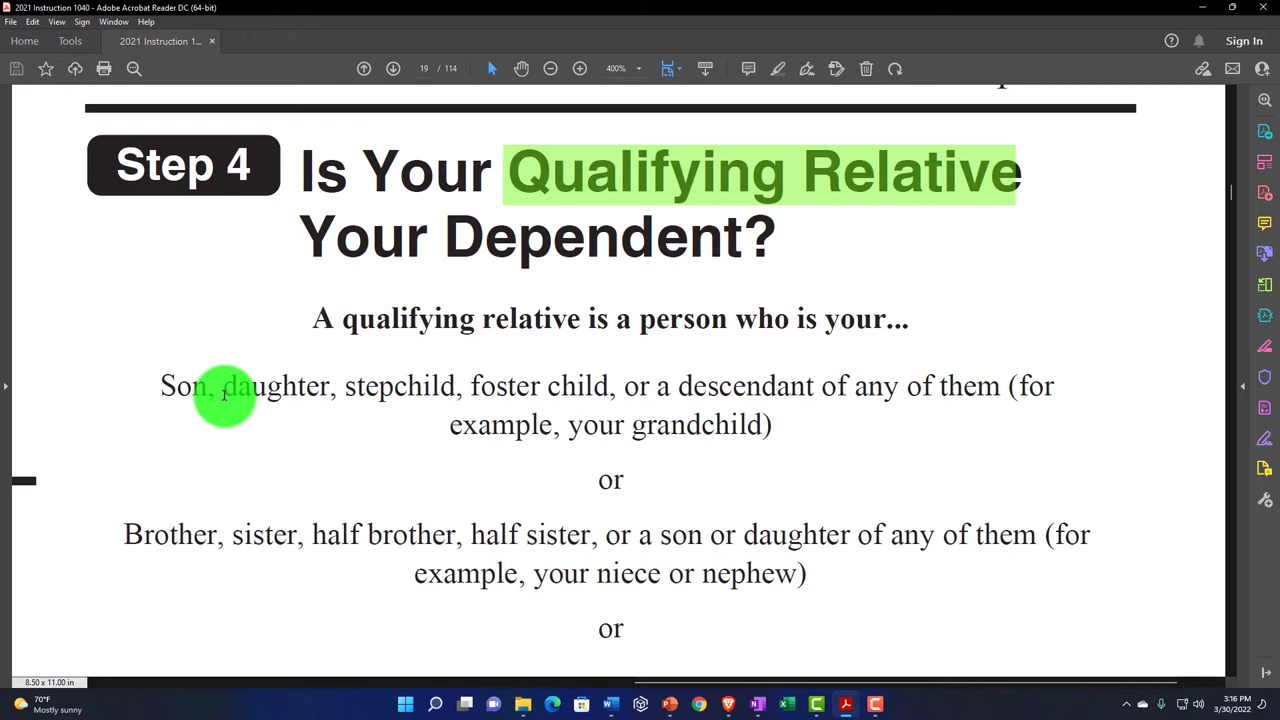 2021 Instruction 1040 - Adobe Acrobat Reader DC (64-bit)
File Edit View Sign Window Help
Home Tools 2021 Instruction 1... × Sign In
19 / 114 400%
Step 4 Is Your Qualifying Relative
Your Dependent?
A qualifying relative is a person who is your...
Son, daughter, stepchild, foster child, or a descendant of any of them (for
example, your grandchild)
or
Brother, sister, half brother, half sister, or a son or daughter of any of them (for
example, your niece or nephew)
or
8.50 x 11.00 in
70°F
Mostly sunny
3:16 PM
3/30/2022